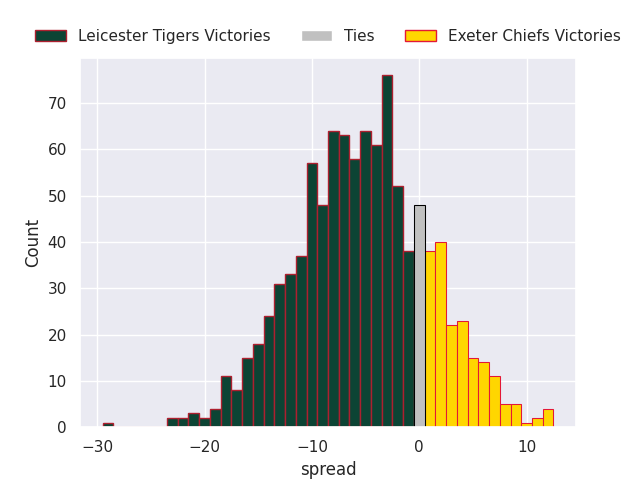 Leicester Tigers Victories Ties Exeter Chiefs Victories
70
60
50
40
30
20
10
0
Count
−30 −20 −10 0 10
spread